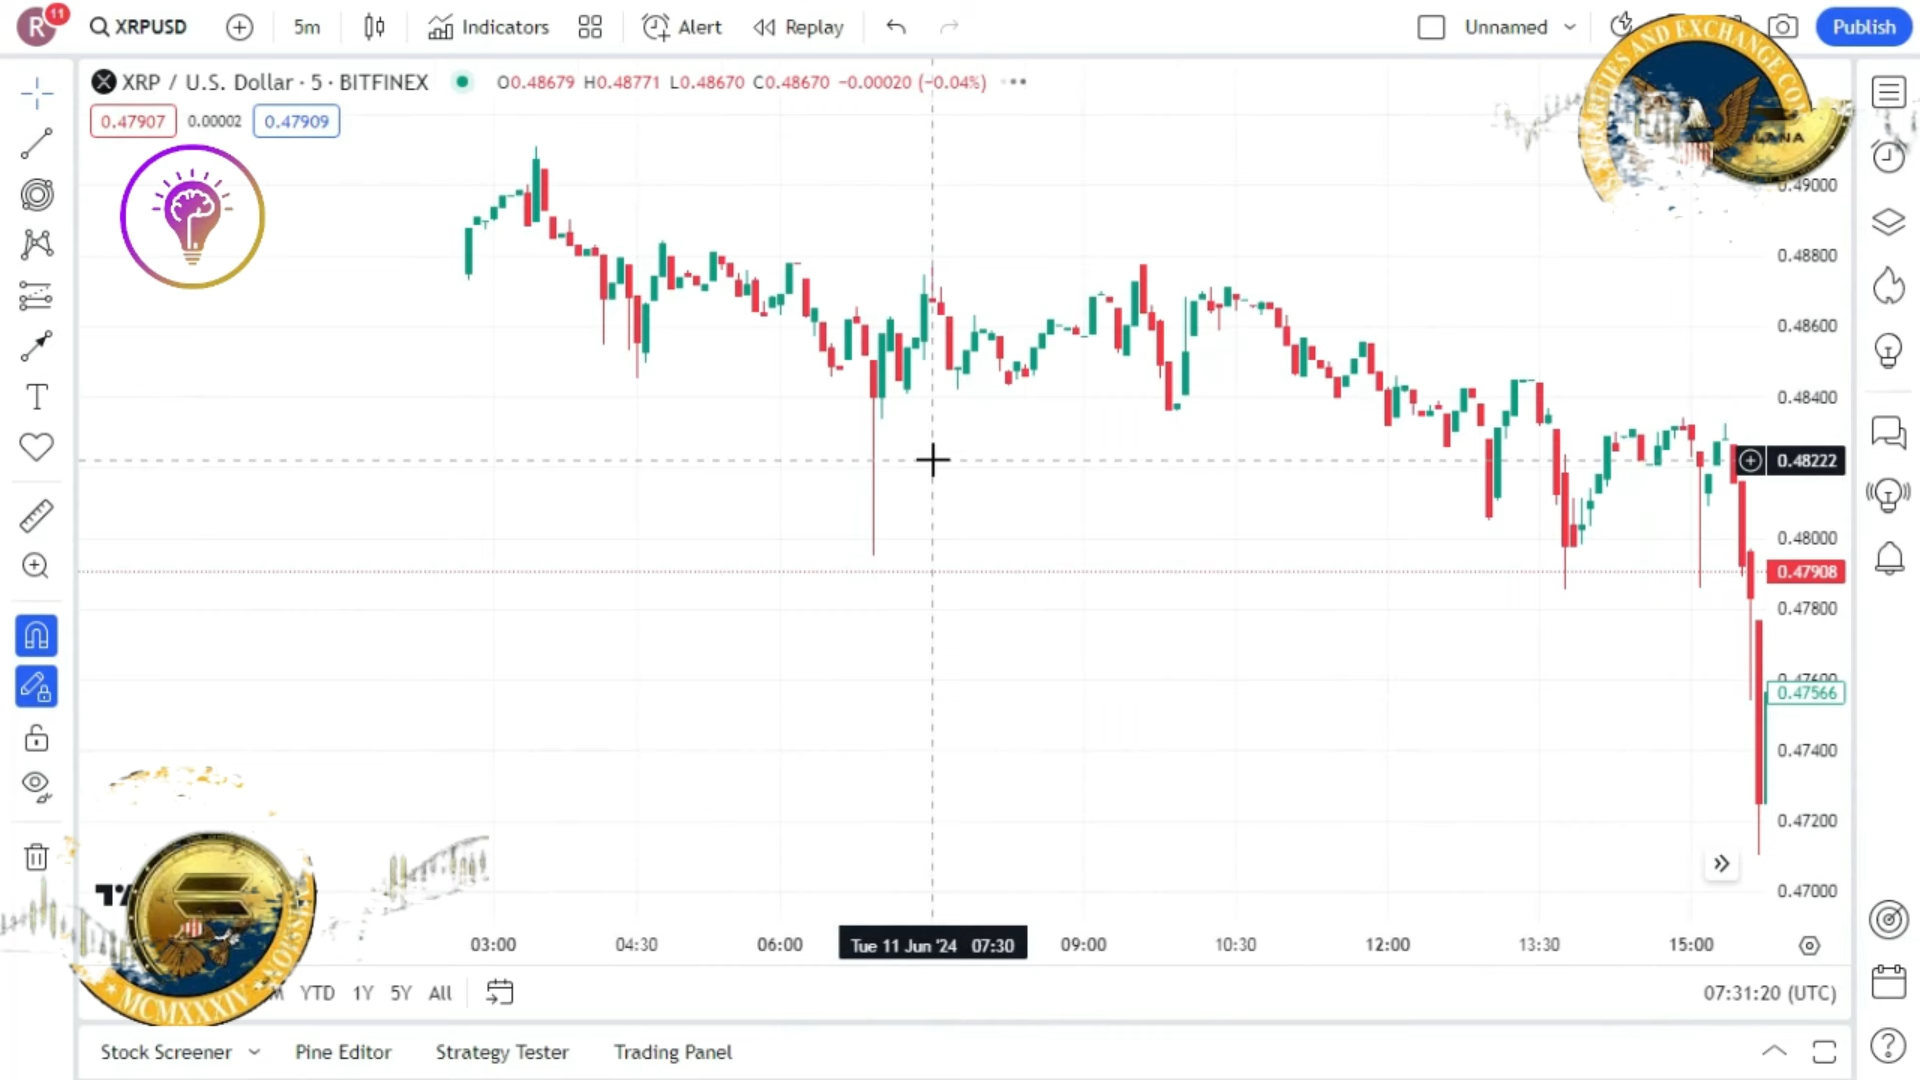 R 11 XRPUSD 5m Indicators Alert Replay Unnamed Publish
XRP / U.S. Dollar · 5 · BITFINEX O0.48679 H0.48771 L0.48670 C0.48670 −0.00020 (−0.04%)
0.47907 0.00002 0.47909
AND EXCHANGE
LANA
0.49000
0.48800
0.48600
0.48400
0.48222
0.48000
0.47908
0.47800
0.47600
0.47566
0.47400
0.47200
0.47000
03:00 04:30 06:00 Tue 11 Jun '24 07:30 09:00 10:30 12:00 13:30 15:00
YTD 1Y 5Y All 07:31:20 (UTC)
MCMXXXIV
Stock Screener Pine Editor Strategy Tester Trading Panel